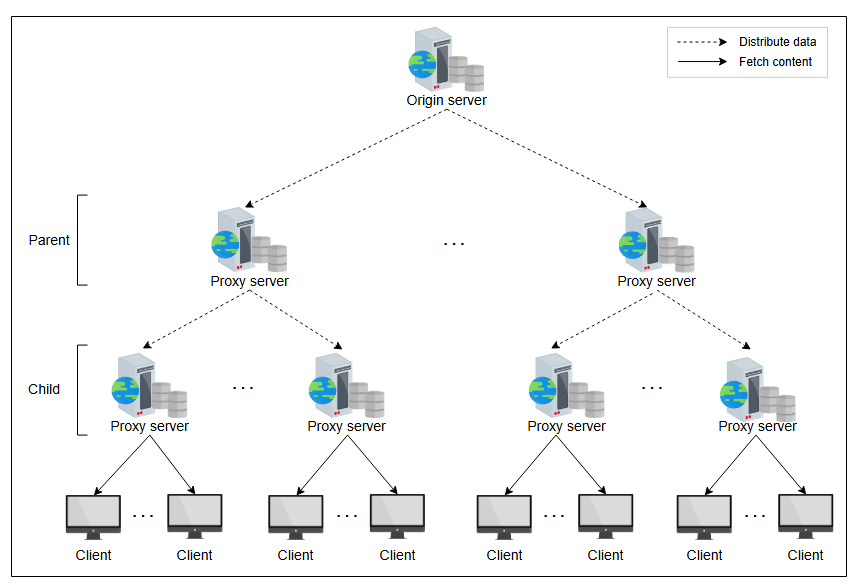 Distribute data
Fetch content
Origin server
Parent
...
Proxy server
Proxy server
Child
...
...
Proxy server
Proxy server
Proxy server
Proxy server
...
...
...
...
Client
Client
Client
Client
Client
Client
Client
Client